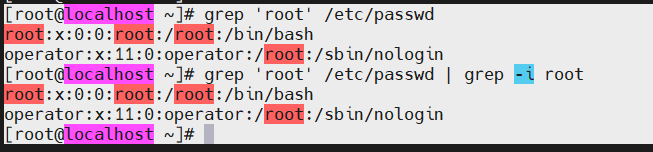 [root@localhost ~]# grep 'root' /etc/passwd
root:x:0:0:root:/root:/bin/bash
operator:x:11:0:operator:/root:/sbin/nologin
[root@localhost ~]# grep 'root' /etc/passwd | grep -i root
root:x:0:0:root:/root:/bin/bash
operator:x:11:0:operator:/root:/sbin/nologin
[root@localhost ~]#